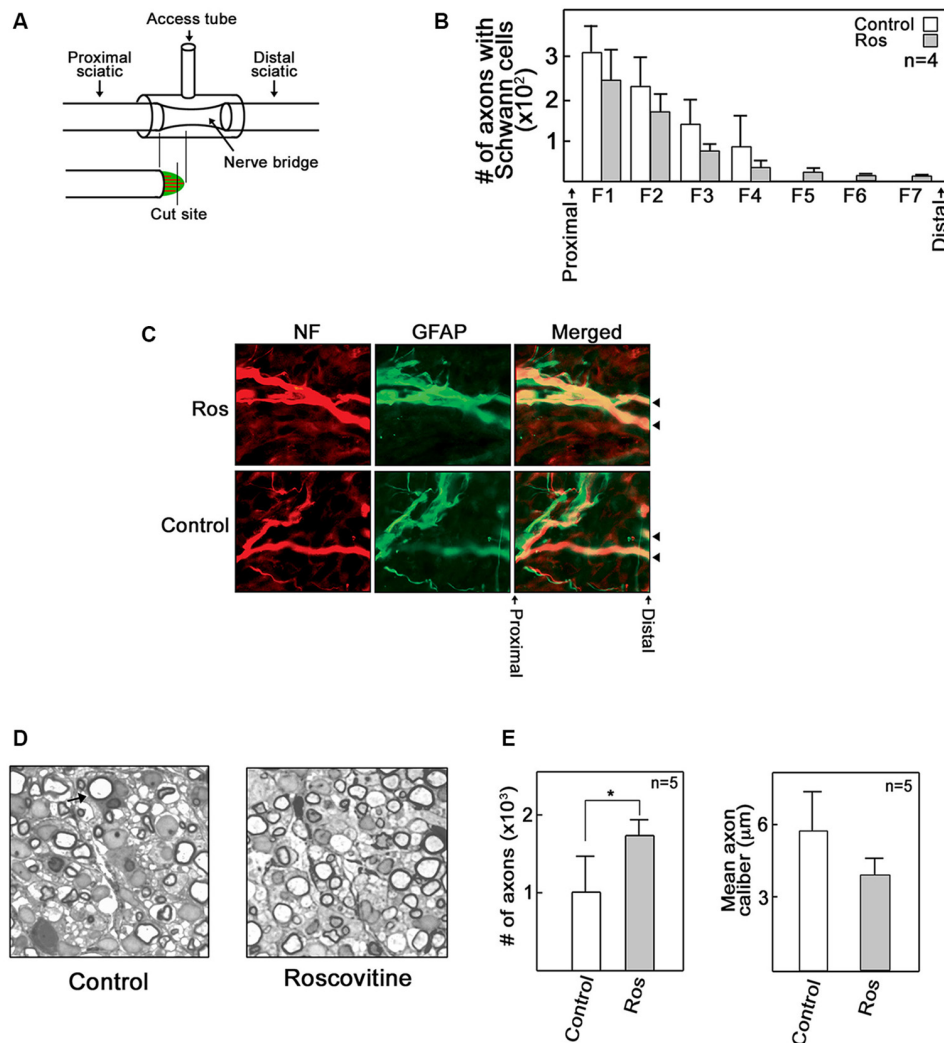 A
Access tube
Proximal
sciatic
Distal
sciatic
Nerve bridge
Cut site
B
# of axons with
Schwann cells
(x10²)
3
2
1
Control
Ros
n=4
F1 F2 F3 F4 F5 F6 F7
Proximal
Distal
C
NF GFAP Merged
Ros
Control
Proximal
Distal
D
Control
Roscovitine
E
# of axons (x10³)
2
1
*
n=5
Control
Ros
Mean axon
caliber (µm)
6
3
n=5
Control
Ros